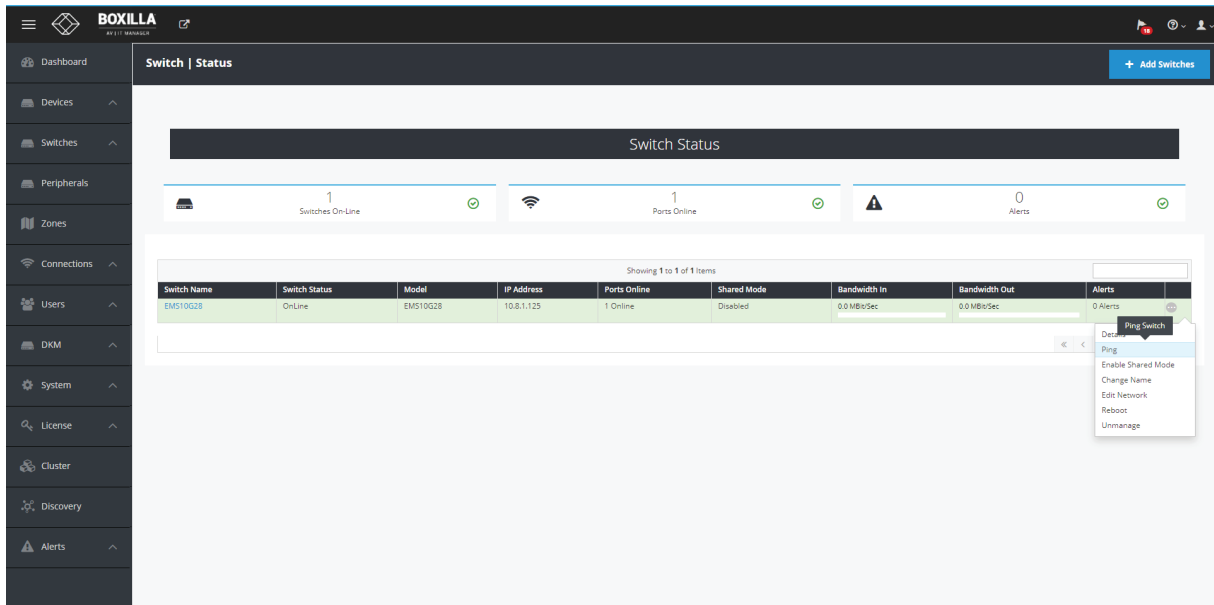 BOXILLA
AV | IT MANAGER
18
Dashboard
Devices
Switches
Peripherals
Zones
Connections
Users
DKM
System
License
Cluster
Discovery
Alerts
Switch | Status
+ Add Switches
Switch Status
1
Switches On-Line
1
Ports Online
0
Alerts
Showing 1 to 1 of 1 Items
Switch Name Switch Status Model IP Address Ports Online Shared Mode Bandwidth In Bandwidth Out Alerts
EMS10G28 OnLine EMS10G28 10.8.1.125 1 Online Disabled 0.0 MBit/Sec 0.0 MBit/Sec 0 Alerts
Ping Switch
Details
Ping
Enable Shared Mode
Change Name
Edit Network
Reboot
Unmanage